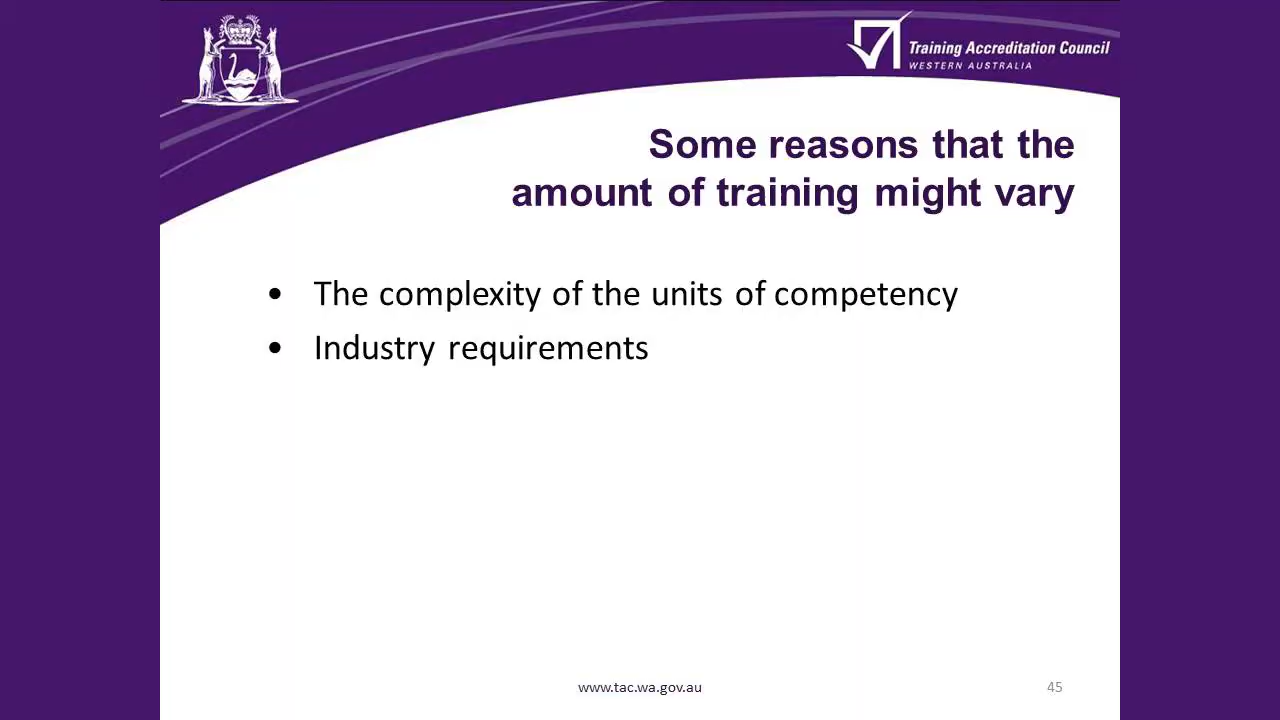 Training Accreditation Council
WESTERN AUSTRALIA
Some reasons that the
amount of training might vary
• The complexity of the units of competency
• Industry requirements
www.tac.wa.gov.au
45